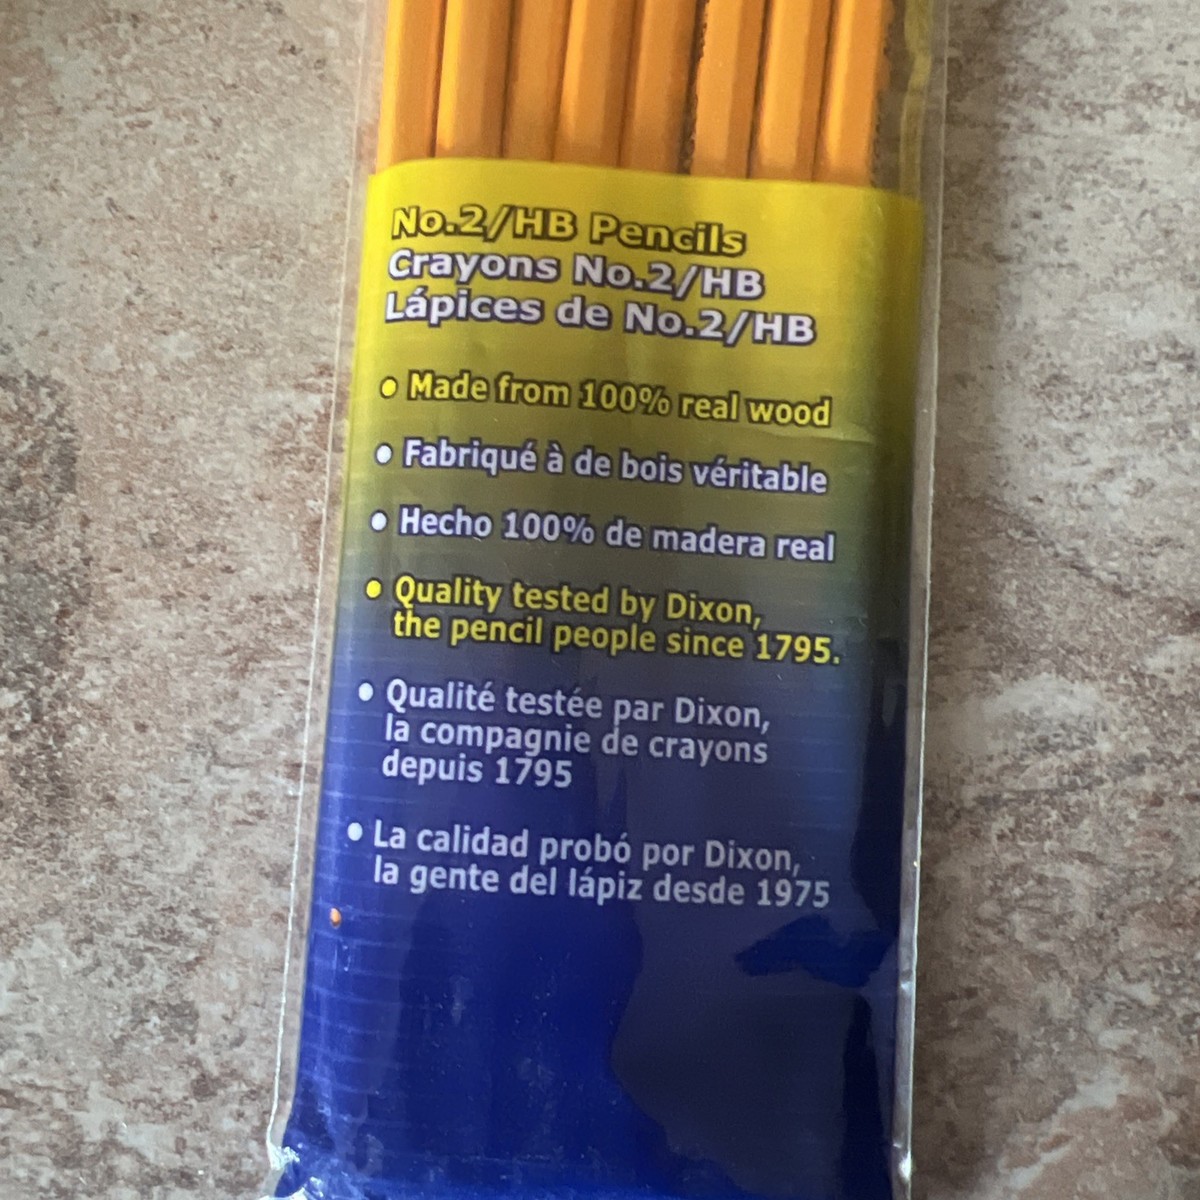 No.2/HB Pencils
Crayons No.2/HB
Lápices de No.2/HB
• Made from 100% real wood
• Fabriqué à de bois véritable
• Hecho 100% de madera real
• Quality tested by Dixon,
the pencil people since 1795.
• Qualité testée par Dixon,
la compagnie de crayons
depuis 1795
• La calidad probó por Dixon,
la gente del lápiz desde 1975